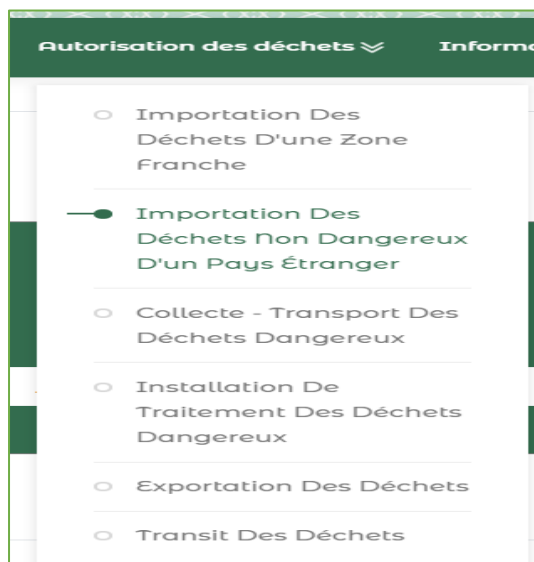 Autorisation des déchets
Importation Des
Déchets D'une Zone
Franche
Importation Des
Déchets Non Dangereux
D'un Pays Étranger
Collecte - Transport Des
Déchets Dangereux
Installation De
Traitement Des Déchets
Dangereux
Exportation Des Déchets
Transit Des Déchets